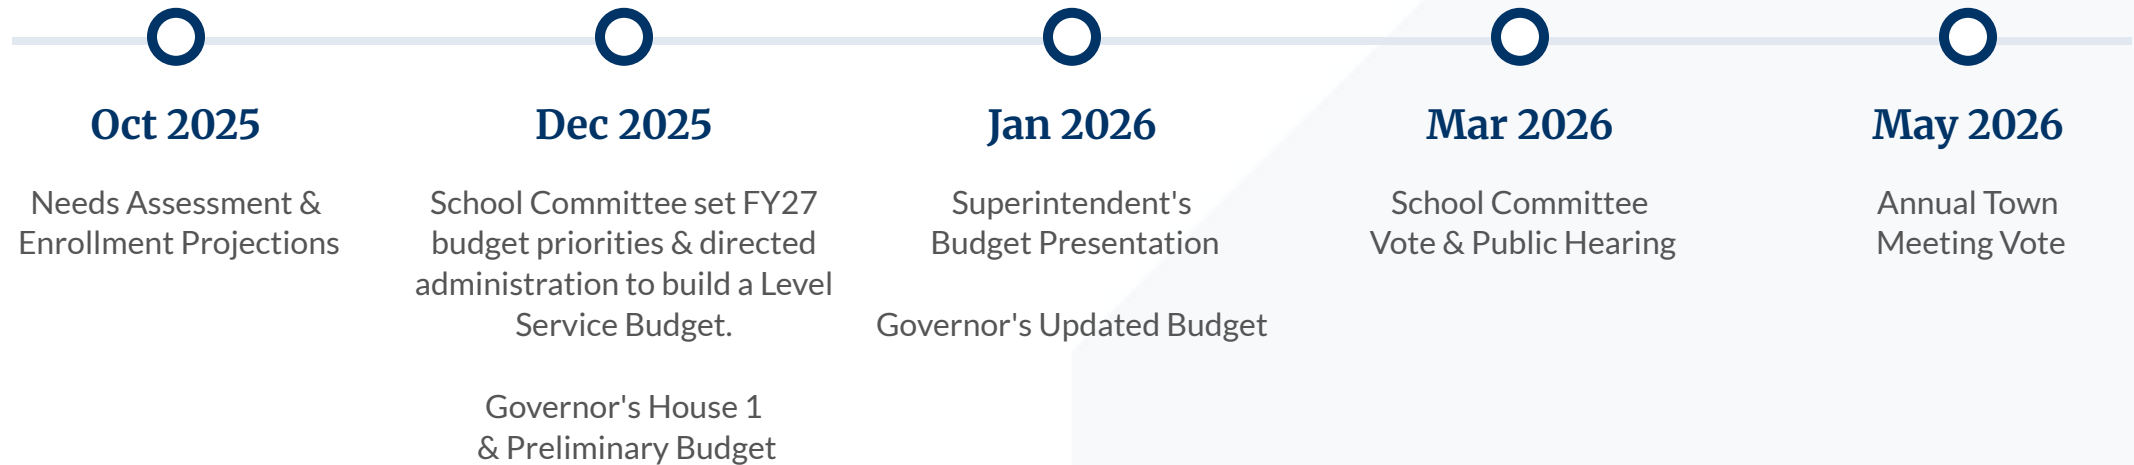 Oct 2025
Needs Assessment &
Enrollment Projections
Dec 2025
School Committee set FY27
budget priorities & directed
administration to build a Level
Service Budget.
Governor's House 1
& Preliminary Budget
Jan 2026
Superintendent's
Budget Presentation
Governor's Updated Budget
Mar 2026
School Committee
Vote & Public Hearing
May 2026
Annual Town
Meeting Vote